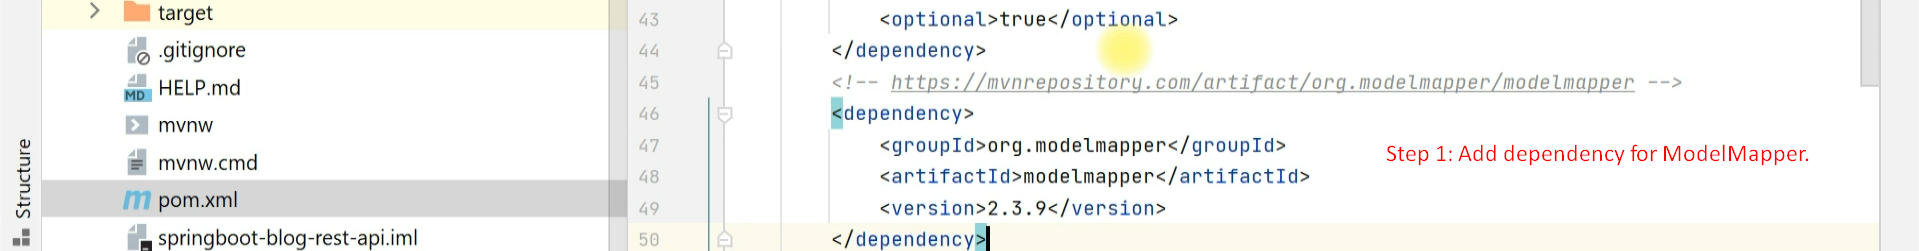 Structure
target
.gitignore
HELP.md
MD
mvnw
mvnw.cmd
m pom.xml
springboot-blog-rest-api.iml
43 <optional>true</optional>
44 </dependency>
45 <!-- https://mvnrepository.com/artifact/org.modelmapper/modelmapper -->
46 <dependency>
47 <groupId>org.modelmapper</groupId>
48 <artifactId>modelmapper</artifactId>
49 <version>2.3.9</version>
50 </dependency>
Step 1: Add dependency for ModelMapper.